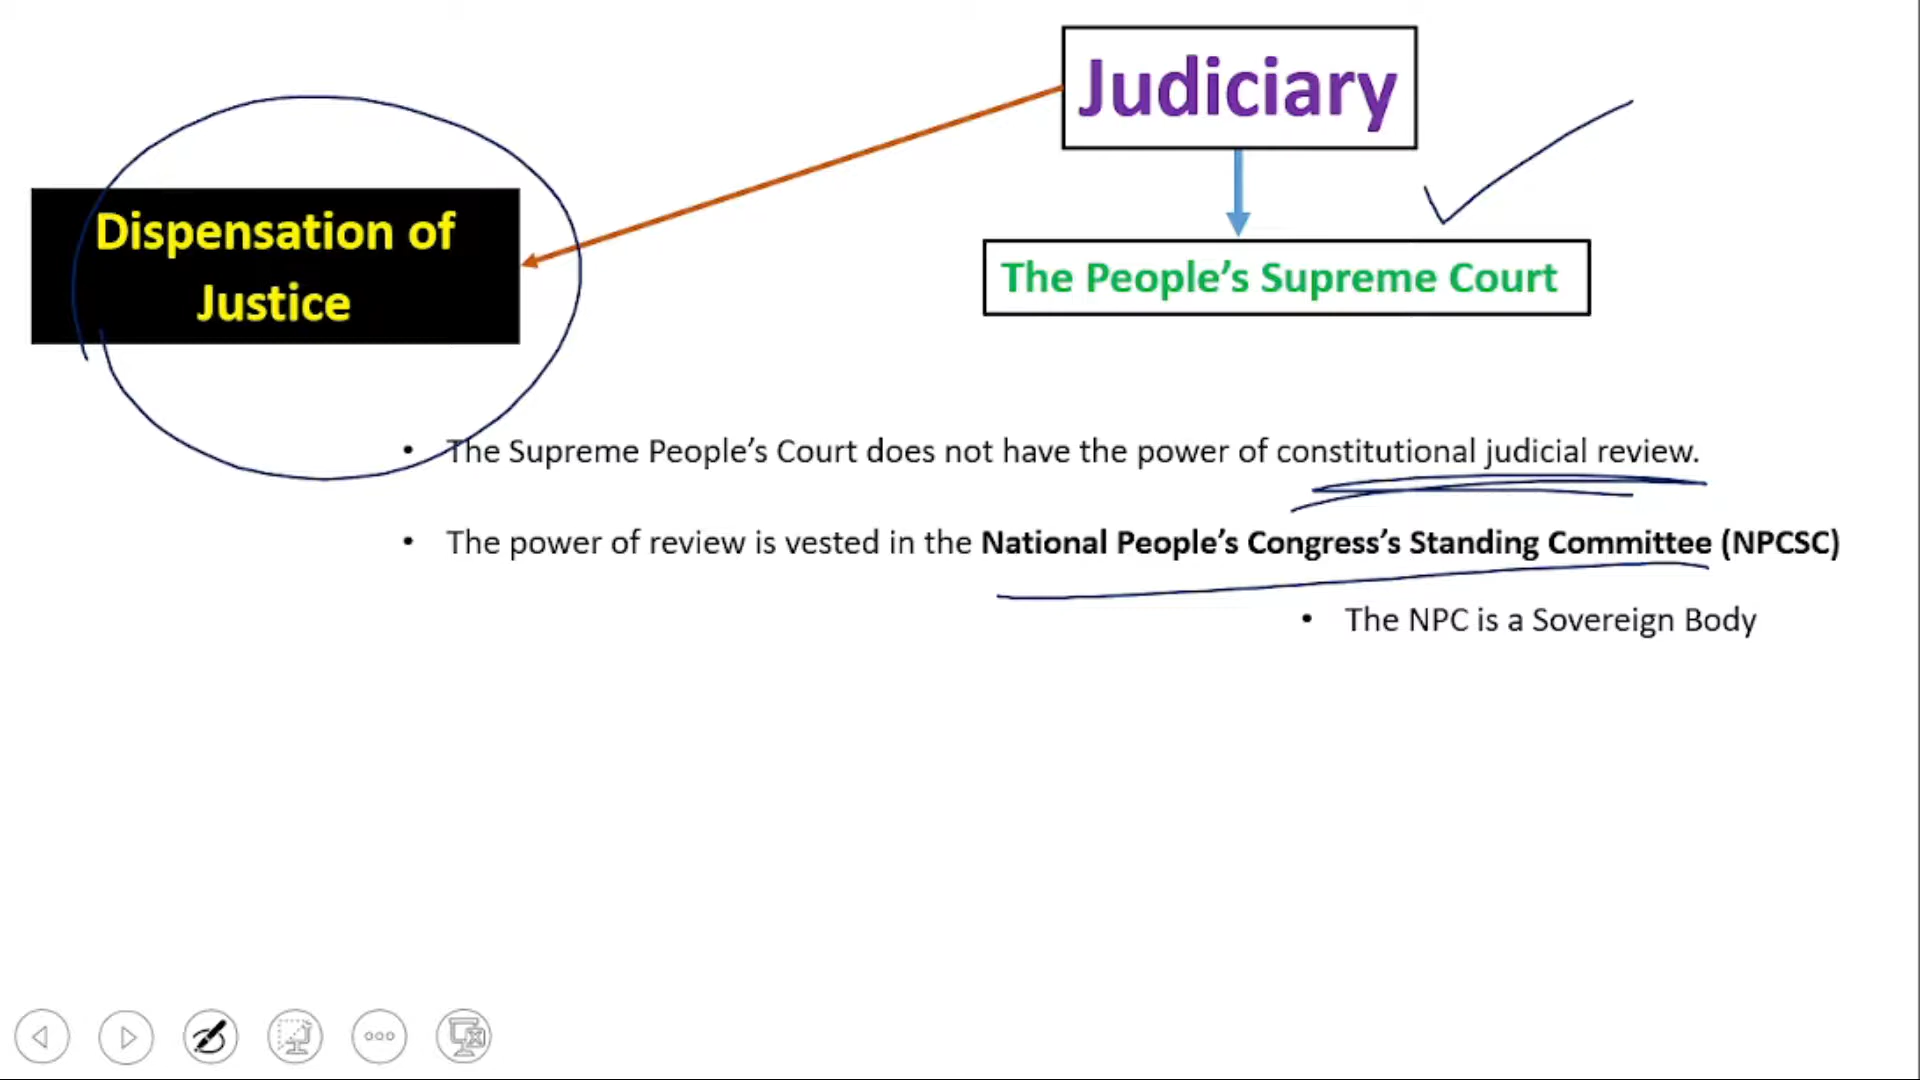 Judiciary
Dispensation of
Justice
The People’s Supreme Court
• The Supreme People’s Court does not have the power of constitutional judicial review.
• The power of review is vested in the National People’s Congress’s Standing Committee (NPCSC)
• The NPC is a Sovereign Body